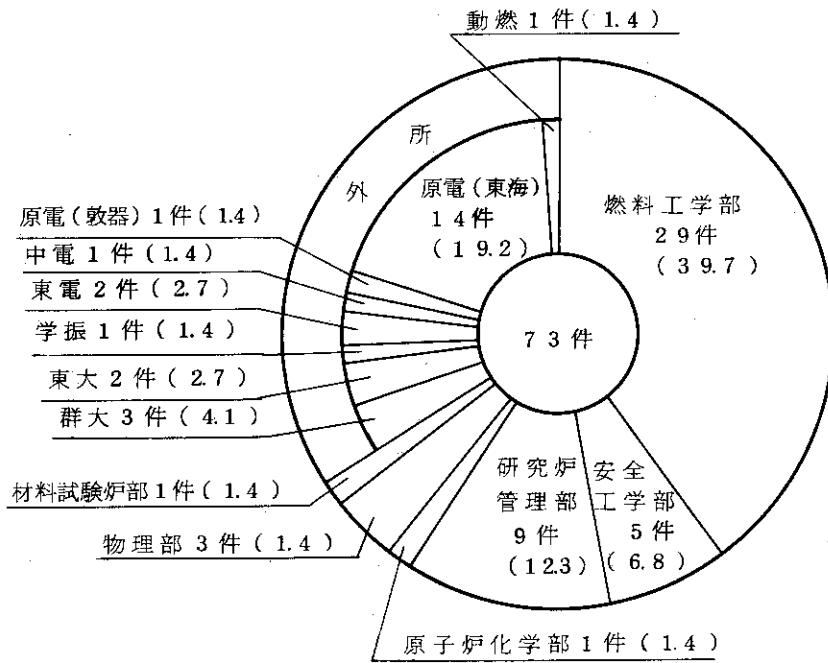 動燃1件(1.4)
所
外
原電(東海)
14件
(19.2)
燃料工学部
29件
(39.7)
原電(敦器)1件(1.4)
中電1件(1.4)
東電2件(2.7)
学振1件(1.4)
東大2件(2.7)
群大3件(4.1)
73件
材料試験炉部1件(1.4)
物理部3件(1.4)
研究炉
管理部
9件
(12.3)
安全
工学部
5件
(6.8)
原子炉化学部1件(1.4)